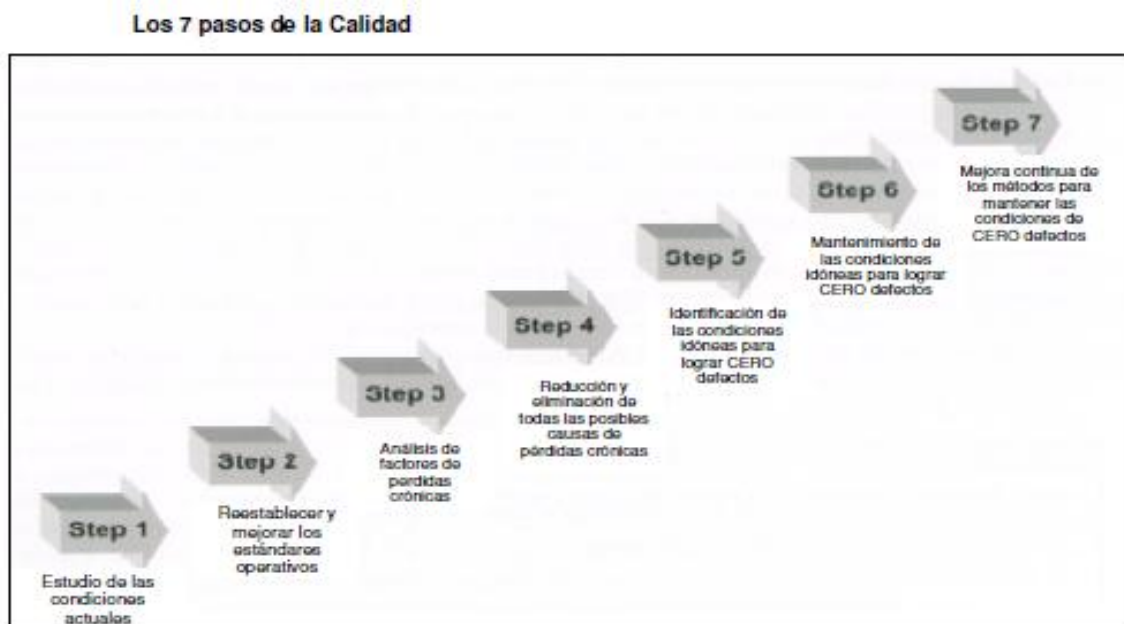 Los 7 pasos de la Calidad
Step 1
Estudio de las
condiciones
actuales
Step 2
Reestablecer y
mejorar los
estándares
operativos
Step 3
Análisis de
factores de
perdidas
crónicas
Step 4
Reducción y
eliminación de
todas las posibles
causas de
pérdidas crónicas
Step 5
Identificación de
las condiciones
idóneas para
lograr CERO
defectos
Step 6
Mantenimiento de
las condiciones
idóneas para lograr
CERO defectos
Step 7
Mejora continua de
los métodos para
mantener las
condiciones de
CERO defectos